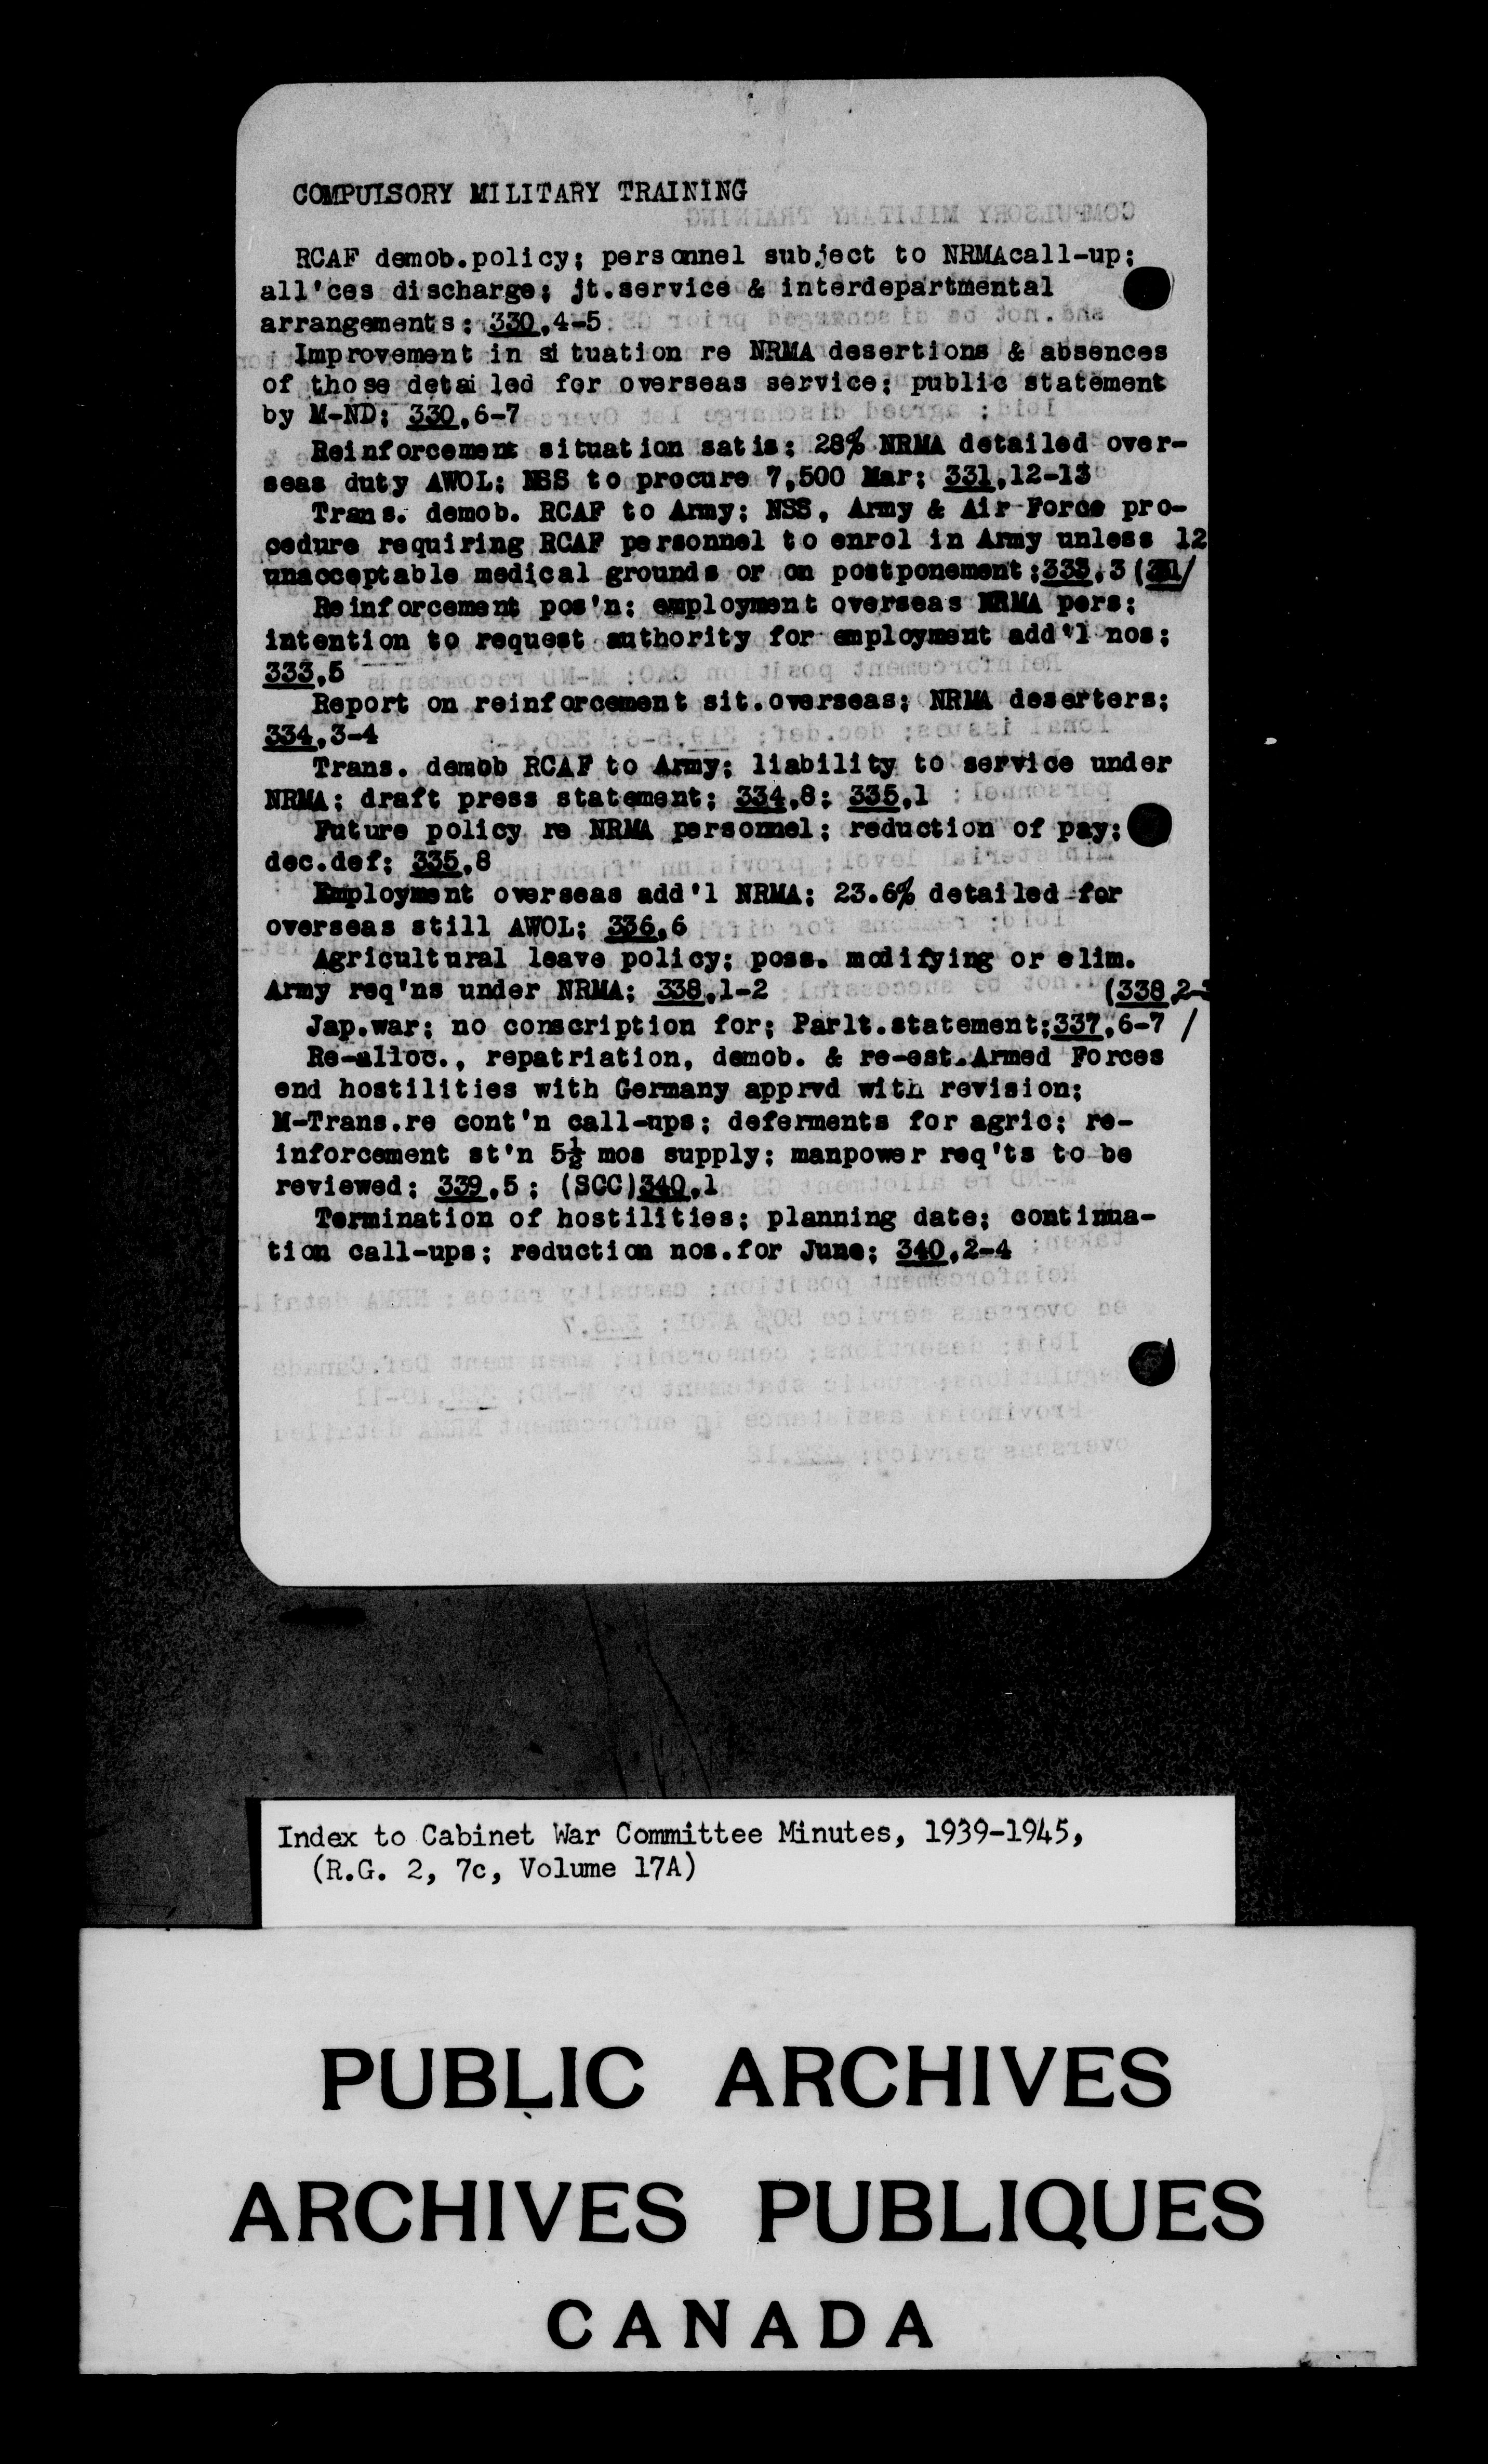 COMPULSORY MILITARY TRAINING
RCAF demob.policy; personnel subject to NRMAcall-up;
all'ces discharge; jt.service & interdepartmental
arrangements; 330,4-5
Improvement in situation re NRMA desertions & absences
of those detailed for overseas service; public statement
by M-ND; 330,6-7
Reinforcement situation satis; 28% NRMA detailed over-
seas duty AWOL; NSS to procure 7,500 Mar; 331,12-13
Trans. demob. RCAF to Army; NSS, Army & Air Force pro-
cedure requiring RCAF personnel to enrol in Army unless 12
unacceptable medical grounds or on postponement;333,3 (331/
Reinforcement pos'n; employment overseas NRMA pers;
intention to request authority for employment add'l nos;
333,5
Report on reinforcement sit.overseas; NRMA deserters;
334,3-4
Trans. demob RCAF to Army; liability to service under
NRMA; draft press statement; 334,8; 335,1
Future policy re NRMA personnel; reduction of pay;
dec.def; 335,8
Employment overseas add'l NRMA; 23.6% detailed for
overseas still AWOL; 336,6
Agricultural leave policy; poss. modifying or elim.
Army req'ns under NRMA; 338,1-2 (338,2-3
Jap.war; no conscription for; Parlt.statement;337,6-7 /
Re-alloc., repatriation, demob. & re-est.Armed Forces
end hostilities with Germany apprvd with revision;
M-Trans.re cont'n call-ups; deferments for agric; re-
inforcement st'n 5½ mos supply; manpower req'ts to be
reviewed; 339,5; (SCC)340,1
Termination of hostilities; planning date; continua-
tion call-ups; reduction nos.for June; 340,2-4
Index to Cabinet War Committee Minutes, 1939-1945,
(R.G. 2, 7c, Volume 17A)
PUBLIC ARCHIVES
ARCHIVES PUBLIQUES
CANADA